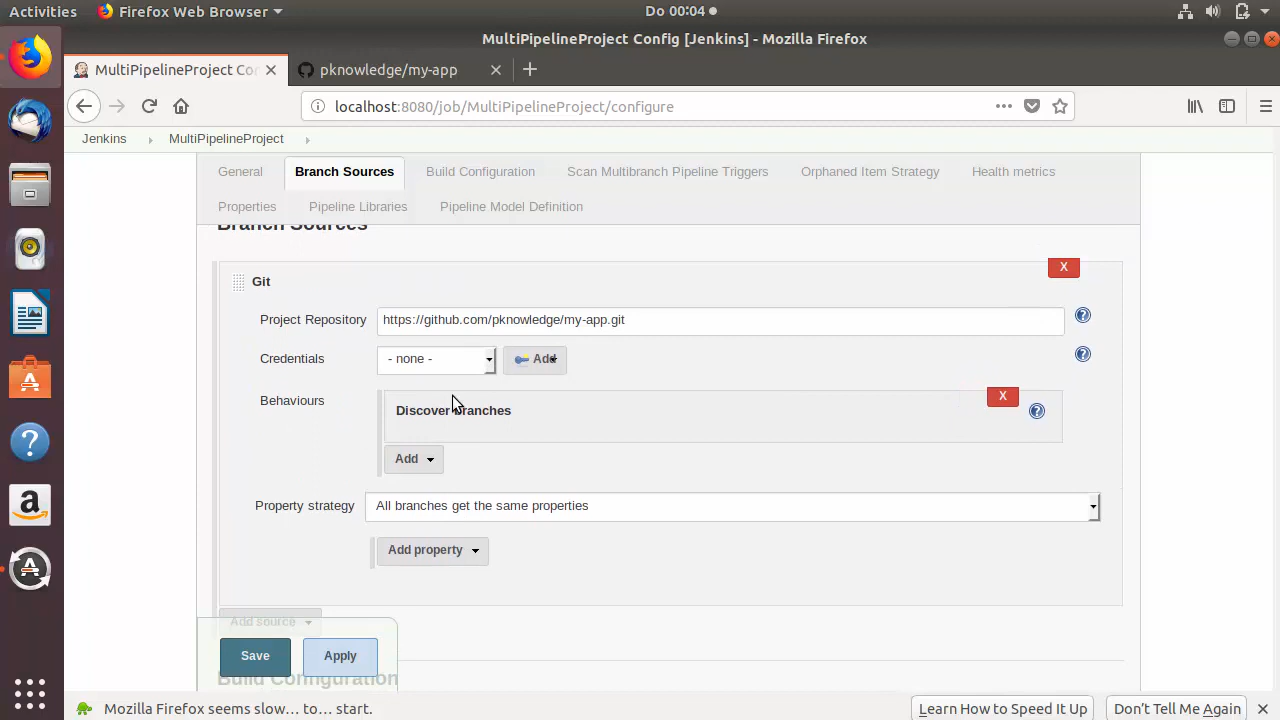 Activities Firefox Web Browser Do 00:04
MultiPipelineProject Config [Jenkins] - Mozilla Firefox
MultiPipelineProject Con pknowledge/my-app
localhost:8080/job/MultiPipelineProject/configure
Jenkins MultiPipelineProject
General Branch Sources Build Configuration Scan Multibranch Pipeline Triggers Orphaned Item Strategy Health metrics
Properties Pipeline Libraries Pipeline Model Definition
Branch Sources
X
Git
Project Repository https://github.com/pknowledge/my-app.git
Credentials - none - Add
Behaviours
X
Discover branches
Add
Property strategy All branches get the same properties
Add property
Add source
Save Apply
Build Configuration
Mozilla Firefox seems slow… to… start. Learn How to Speed It Up Don't Tell Me Again